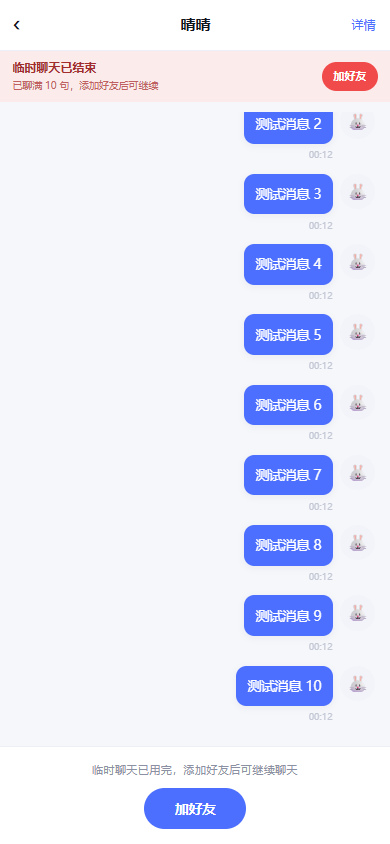 晴晴
详情
临时聊天已结束
加好友
已聊满 10 句，添加好友后可继续
测试消息 2
00:12
测试消息 3
00:12
测试消息 4
00:12
测试消息 5
00:12
测试消息 6
00:12
测试消息 7
00:12
测试消息 8
00:12
测试消息 9
00:12
测试消息 10
00:12
临时聊天已用完，添加好友后可继续聊天
加好友